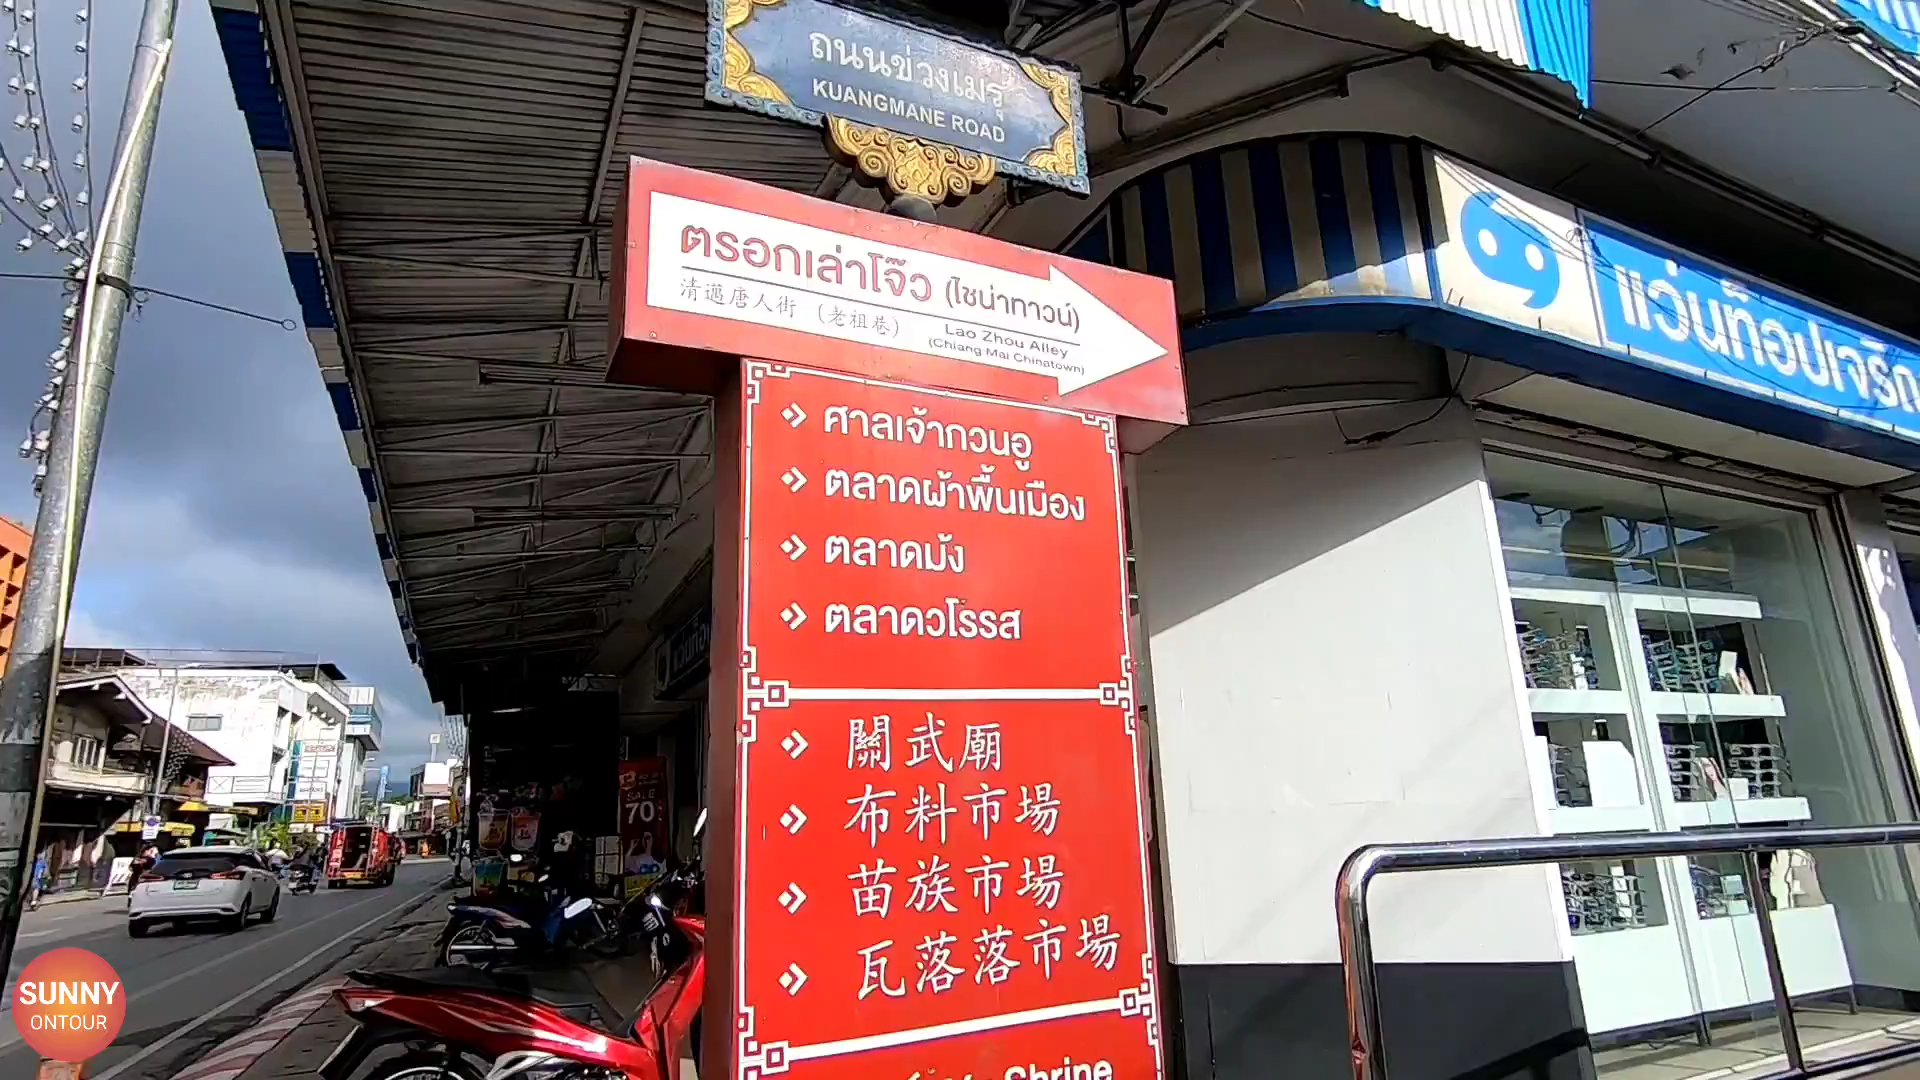 ถนนข่วงเมรุ
KUANGMANE ROAD
ตรอกเล่าโจ๊ว (ไชน่าทาวน์)
清邁唐人街 (老祖巷)
Lao Zhou Alley
(Chiang Mai Chinatown)
ศาลเจ้ากวนอู
ตลาดผ้าพื้นเมือง
ตลาดม้ง
ตลาดวโรรส
關武廟
布料市場
苗族市場
瓦落落市場
Shrine
แว่นท็อปเจริญ
SALE
70
SUNNY
ONTOUR